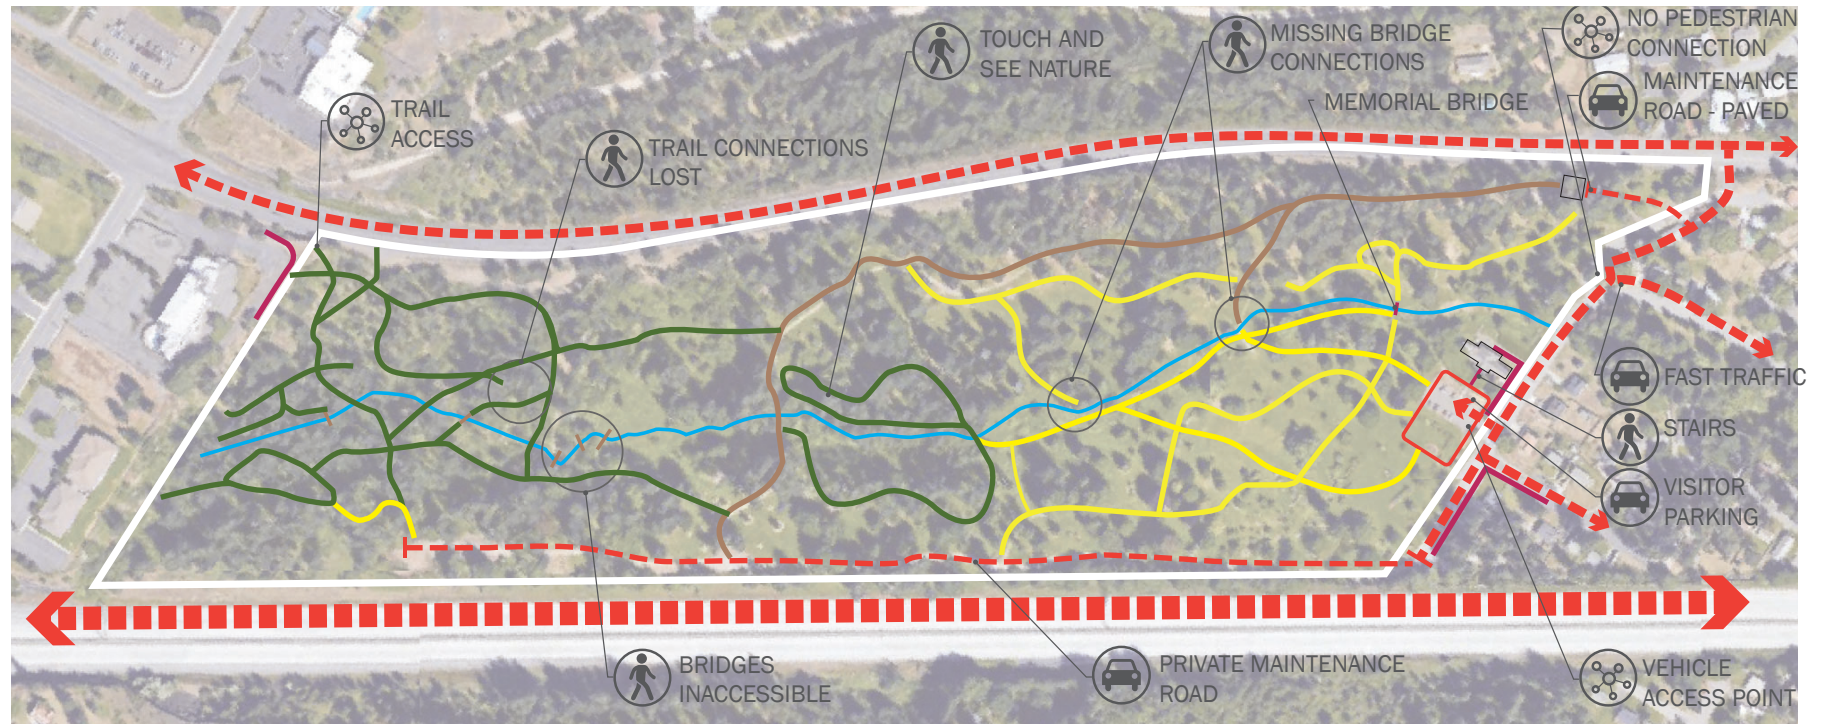 TOUCH AND
SEE NATURE
MISSING BRIDGE
CONNECTIONS
NO PEDESTRIAN
CONNECTION
MAINTENANCE
ROAD - PAVED
MEMORIAL BRIDGE
TRAIL
ACCESS
TRAIL CONNECTIONS
LOST
FAST TRAFFIC
STAIRS
VISITOR
PARKING
BRIDGES
INACCESSIBLE
PRIVATE MAINTENANCE
ROAD
VEHICLE
ACCESS POINT